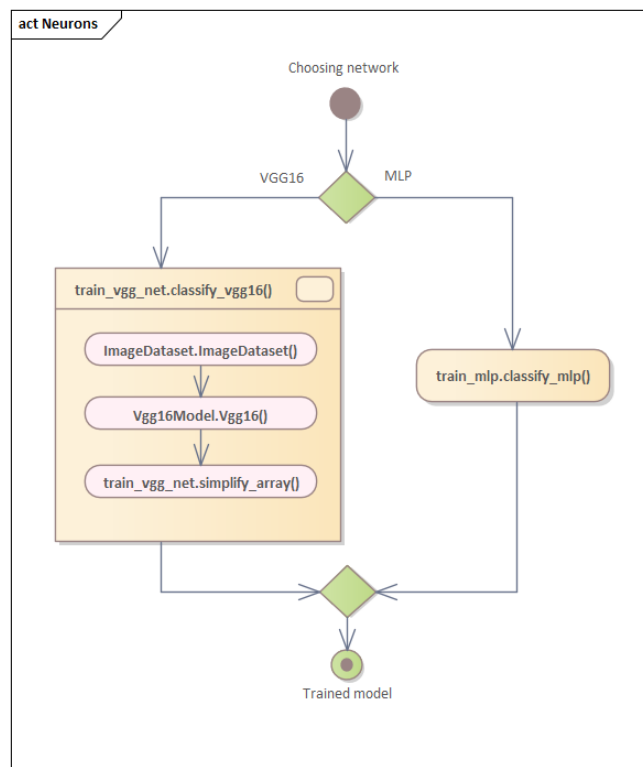 act Neurons
Choosing network
VGG16
MLP
train_vgg_net.classify_vgg16()
ImageDataset.ImageDataset()
Vgg16Model.Vgg16()
train_vgg_net.simplify_array()
train_mlp.classify_mlp()
Trained model